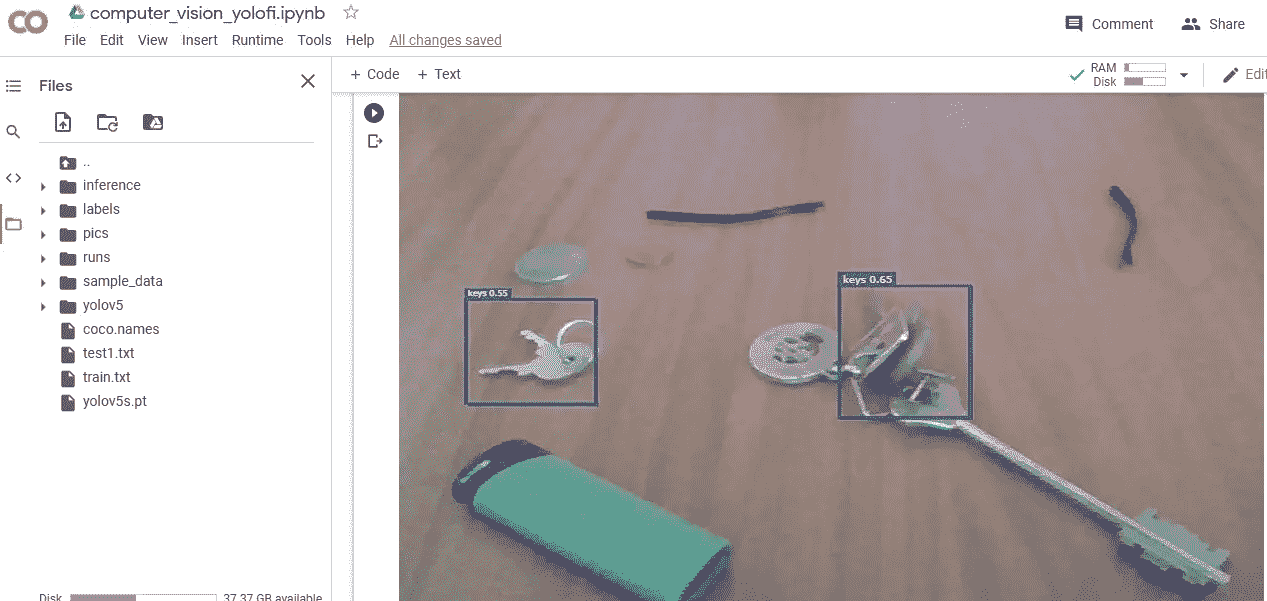 computer_vision_yolofi.ipynb
File Edit View Insert Runtime Tools Help All changes saved
Comment Share
Files
+ Code + Text
RAM
Disk
Edit
..
inference
labels
pics
runs
sample_data
yolov5
coco.names
test1.txt
train.txt
yolov5s.pt
keys 0.55
keys 0.65
Disk 37.37 GB available